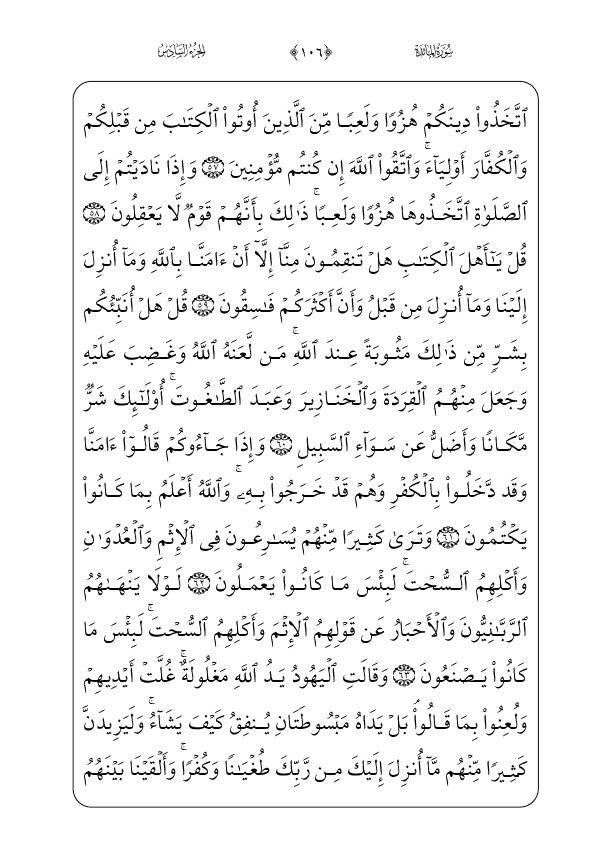 سُورَةُ المَائدَة ﴿١٠٦﴾ الجُزءُ السَّادِسُ
ٱتَّخَذُواْ دِينَكُمۡ هُزُوٗا وَلَعِبٗا مِّنَ ٱلَّذِينَ أُوتُواْ ٱلۡكِتَٰبَ مِن قَبۡلِكُمۡ
وَٱلۡكُفَّارَ أَوۡلِيَآءَۚ وَٱتَّقُواْ ٱللَّهَ إِن كُنتُم مُّؤۡمِنِينَ ٥٧ وَإِذَا نَادَيۡتُمۡ إِلَى
ٱلصَّلَوٰةِ ٱتَّخَذُوهَا هُزُوٗا وَلَعِبٗاۚ ذَٰلِكَ بِأَنَّهُمۡ قَوۡمٞ لَّا يَعۡقِلُونَ ٥٨
قُلۡ يَٰٓأَهۡلَ ٱلۡكِتَٰبِ هَلۡ تَنقِمُونَ مِنَّآ إِلَّآ أَنۡ ءَامَنَّا بِٱللَّهِ وَمَآ أُنزِلَ
إِلَيۡنَا وَمَآ أُنزِلَ مِن قَبۡلُ وَأَنَّ أَكۡثَرَكُمۡ فَٰسِقُونَ ٥٩ قُلۡ هَلۡ أُنَبِّئُكُم
بِشَرّٖ مِّن ذَٰلِكَ مَثُوبَةً عِندَ ٱللَّهِۚ مَن لَّعَنَهُ ٱللَّهُ وَغَضِبَ عَلَيۡهِ
وَجَعَلَ مِنۡهُمُ ٱلۡقِرَدَةَ وَٱلۡخَنَازِيرَ وَعَبَدَ ٱلطَّٰغُوتَۚ أُوْلَٰٓئِكَ شَرّٞ
مَّكَانٗا وَأَضَلُّ عَن سَوَآءِ ٱلسَّبِيلِ ٦٠ وَإِذَا جَآءُوكُمۡ قَالُوٓاْ ءَامَنَّا
وَقَد دَّخَلُواْ بِٱلۡكُفۡرِ وَهُمۡ قَدۡ خَرَجُواْ بِهِۦۚ وَٱللَّهُ أَعۡلَمُ بِمَا كَانُواْ
يَكۡتُمُونَ ٦١ وَتَرَىٰ كَثِيرٗا مِّنۡهُمۡ يُسَٰرِعُونَ فِي ٱلۡإِثۡمِ وَٱلۡعُدۡوَٰنِ
وَأَكۡلِهِمُ ٱلسُّحۡتَۚ لَبِئۡسَ مَا كَانُواْ يَعۡمَلُونَ ٦٢ لَوۡلَا يَنۡهَىٰهُمُ
ٱلرَّبَّٰنِيُّونَ وَٱلۡأَحۡبَارُ عَن قَوۡلِهِمُ ٱلۡإِثۡمَ وَأَكۡلِهِمُ ٱلسُّحۡتَۚ لَبِئۡسَ مَا
كَانُواْ يَصۡنَعُونَ ٦٣ وَقَالَتِ ٱلۡيَهُودُ يَدُ ٱللَّهِ مَغۡلُولَةٌۚ غُلَّتۡ أَيۡدِيهِمۡ
وَلُعِنُواْ بِمَا قَالُواْۘ بَلۡ يَدَاهُ مَبۡسُوطَتَانِ يُنفِقُ كَيۡفَ يَشَآءُۚ وَلَيَزِيدَنَّ
كَثِيرٗا مِّنۡهُم مَّآ أُنزِلَ إِلَيۡكَ مِن رَّبِّكَ طُغۡيَٰنٗا وَكُفۡرٗاۚ وَأَلۡقَيۡنَا بَيۡنَهُمُ